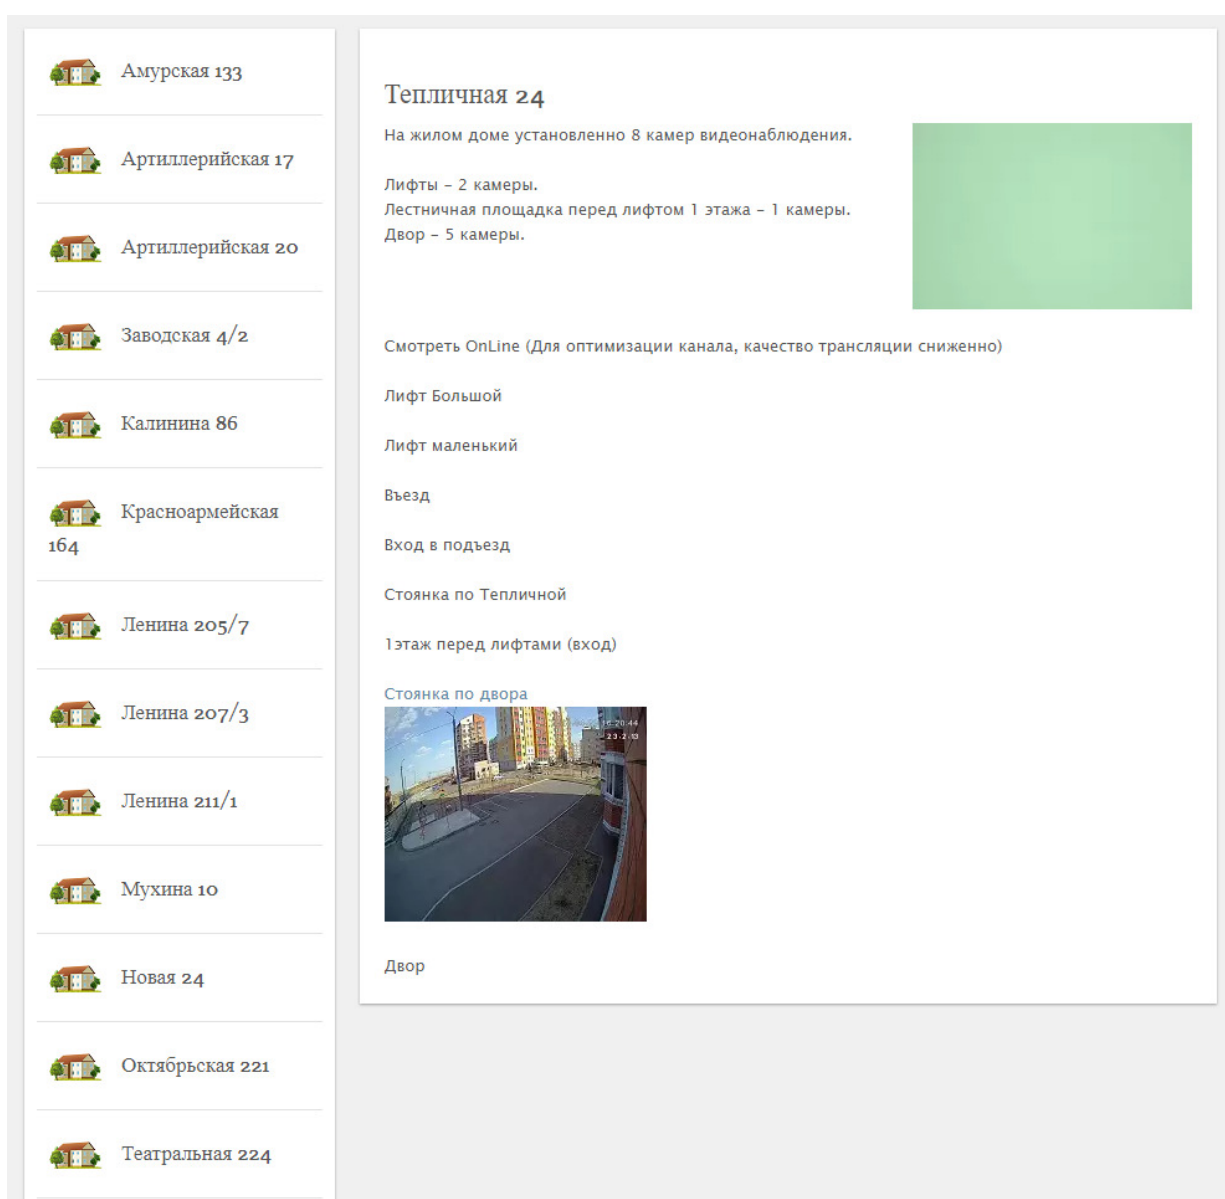 Амурская 133
Артиллерийская 17
Артиллерийская 20
Заводская 4/2
Калинина 86
Красноармейская
164
Ленина 205/7
Ленина 207/3
Ленина 211/1
Мухина 10
Новая 24
Октябрьская 221
Театральная 224
Тепличная 24
На жилом доме установленно 8 камер видеонаблюдения.
Лифты – 2 камеры.
Лестничная площадка перед лифтом 1 этажа – 1 камеры.
Двор – 5 камеры.
Смотреть OnLine (Для оптимизации канала, качество трансляции сниженно)
Лифт Большой
Лифт маленький
Въезд
Вход в подъезд
Стоянка по Тепличной
1этаж перед лифтами (вход)
Стоянка по двора
Двор